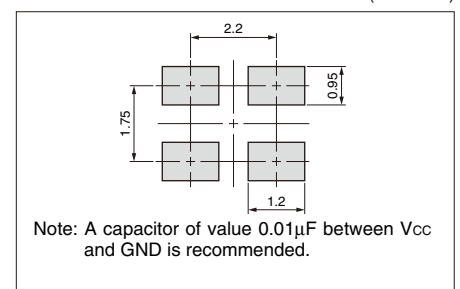 2.2
0.95
1.75
1.2
Note: A capacitor of value 0.01μF between Vcc
and GND is recommended.